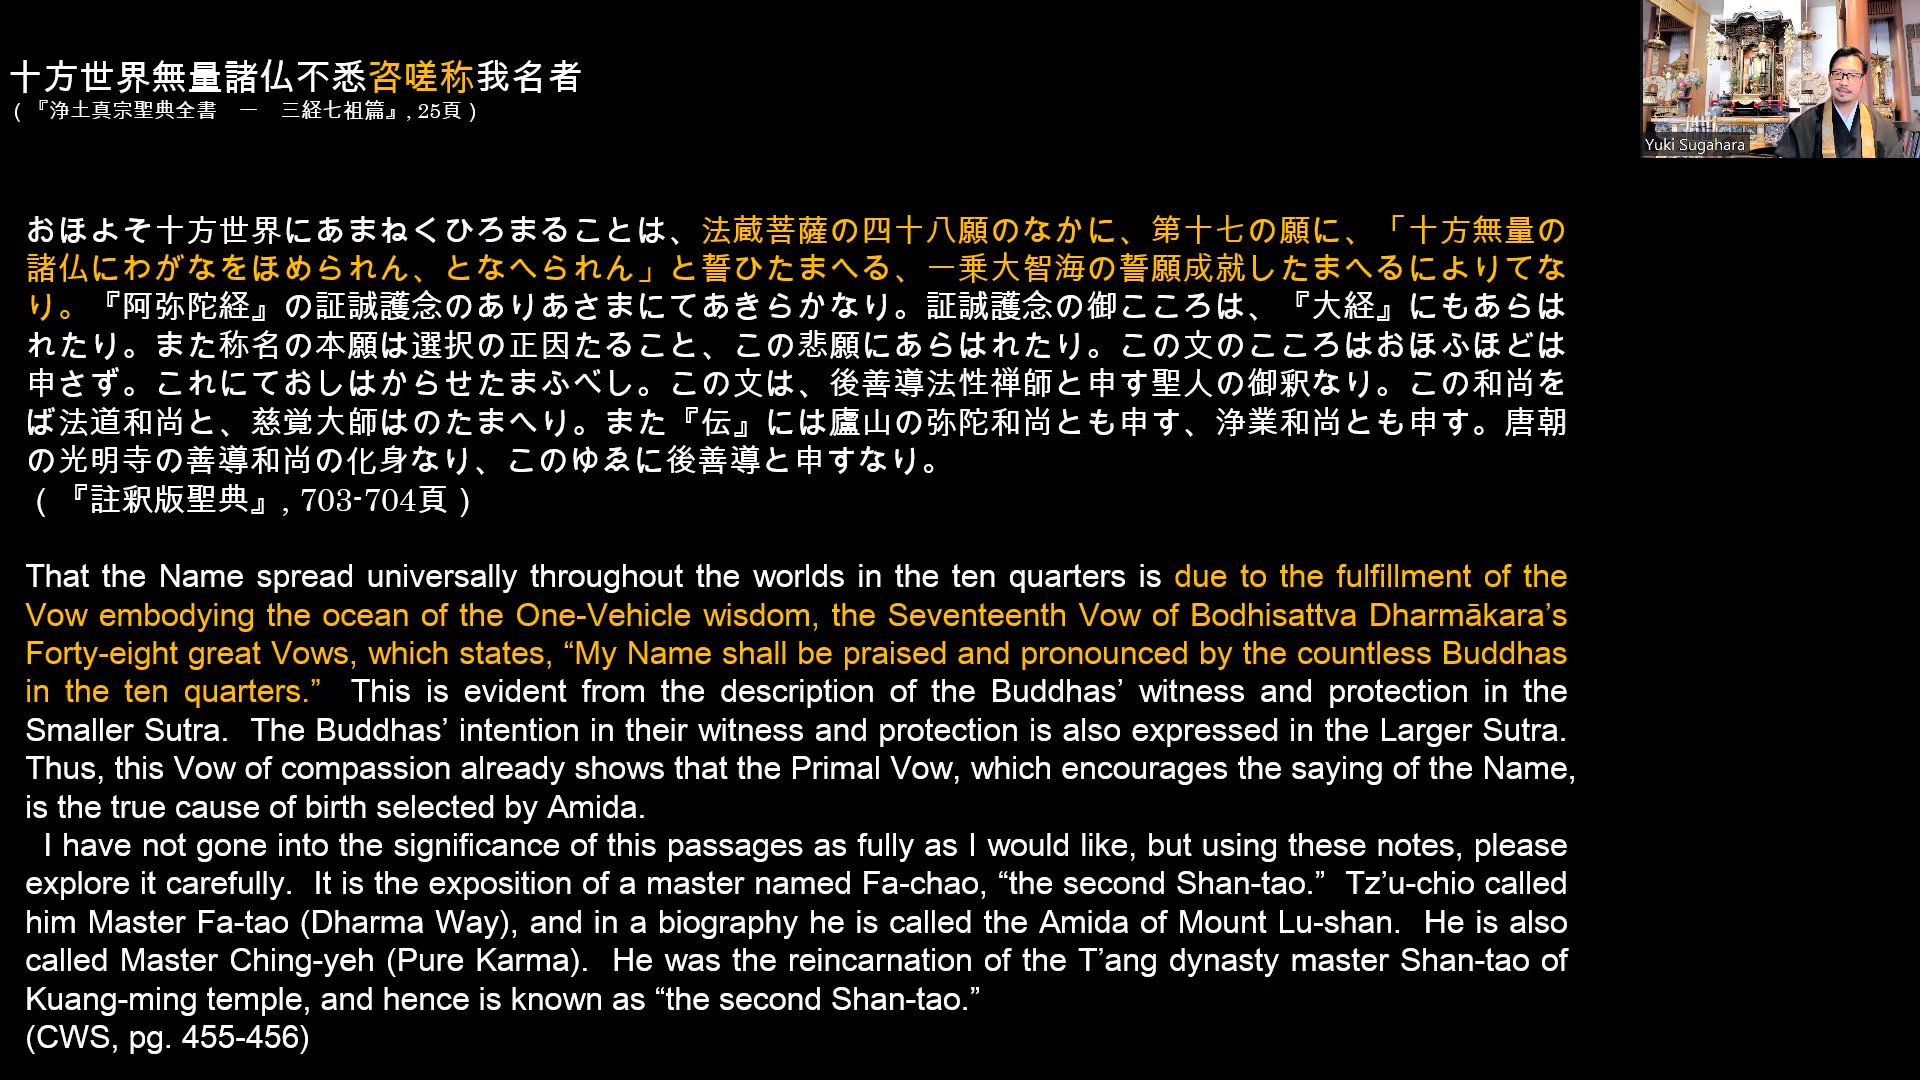 十方世界無量諸仏不悉咨嗟称我名者
(『浄土真宗聖典全書　一　三経七祖篇』, 25頁)
Yuki Sugahara
おほよそ十方世界にあまねくひろまることは、法蔵菩薩の四十八願のなかに、第十七の願に、「十方無量の
諸仏にわがなをほめられん、となへられん」と誓ひたまへる、一乗大智海の誓願成就したまへるによりてな
り。『阿弥陀経』の証誠護念のありあさまにてあきらかなり。証誠護念の御こころは、『大経』にもあらは
れたり。また称名の本願は選択の正因たること、この悲願にあらはれたり。この文のこころはおほふほどは
申さず。これにておしはからせたまふべし。この文は、後善導法性禅師と申す聖人の御釈なり。この和尚を
ば法道和尚と、慈覚大師はのたまへり。また『伝』には廬山の弥陀和尚とも申す、浄業和尚とも申す。唐朝
の光明寺の善導和尚の化身なり、このゆゑに後善導と申すなり。
(『註釈版聖典』, 703-704頁)
That the Name spread universally throughout the worlds in the ten quarters is due to the fulfillment of the
Vow embodying the ocean of the One-Vehicle wisdom, the Seventeenth Vow of Bodhisattva Dharmākara’s
Forty-eight great Vows, which states, “My Name shall be praised and pronounced by the countless Buddhas
in the ten quarters.”  This is evident from the description of the Buddhas’ witness and protection in the
Smaller Sutra.  The Buddhas’ intention in their witness and protection is also expressed in the Larger Sutra.
Thus, this Vow of compassion already shows that the Primal Vow, which encourages the saying of the Name,
is the true cause of birth selected by Amida.
I have not gone into the significance of this passages as fully as I would like, but using these notes, please
explore it carefully.  It is the exposition of a master named Fa-chao, “the second Shan-tao.”  Tz’u-chio called
him Master Fa-tao (Dharma Way), and in a biography he is called the Amida of Mount Lu-shan.  He is also
called Master Ching-yeh (Pure Karma).  He was the reincarnation of the T’ang dynasty master Shan-tao of
Kuang-ming temple, and hence is known as “the second Shan-tao.”
(CWS, pg. 455-456)